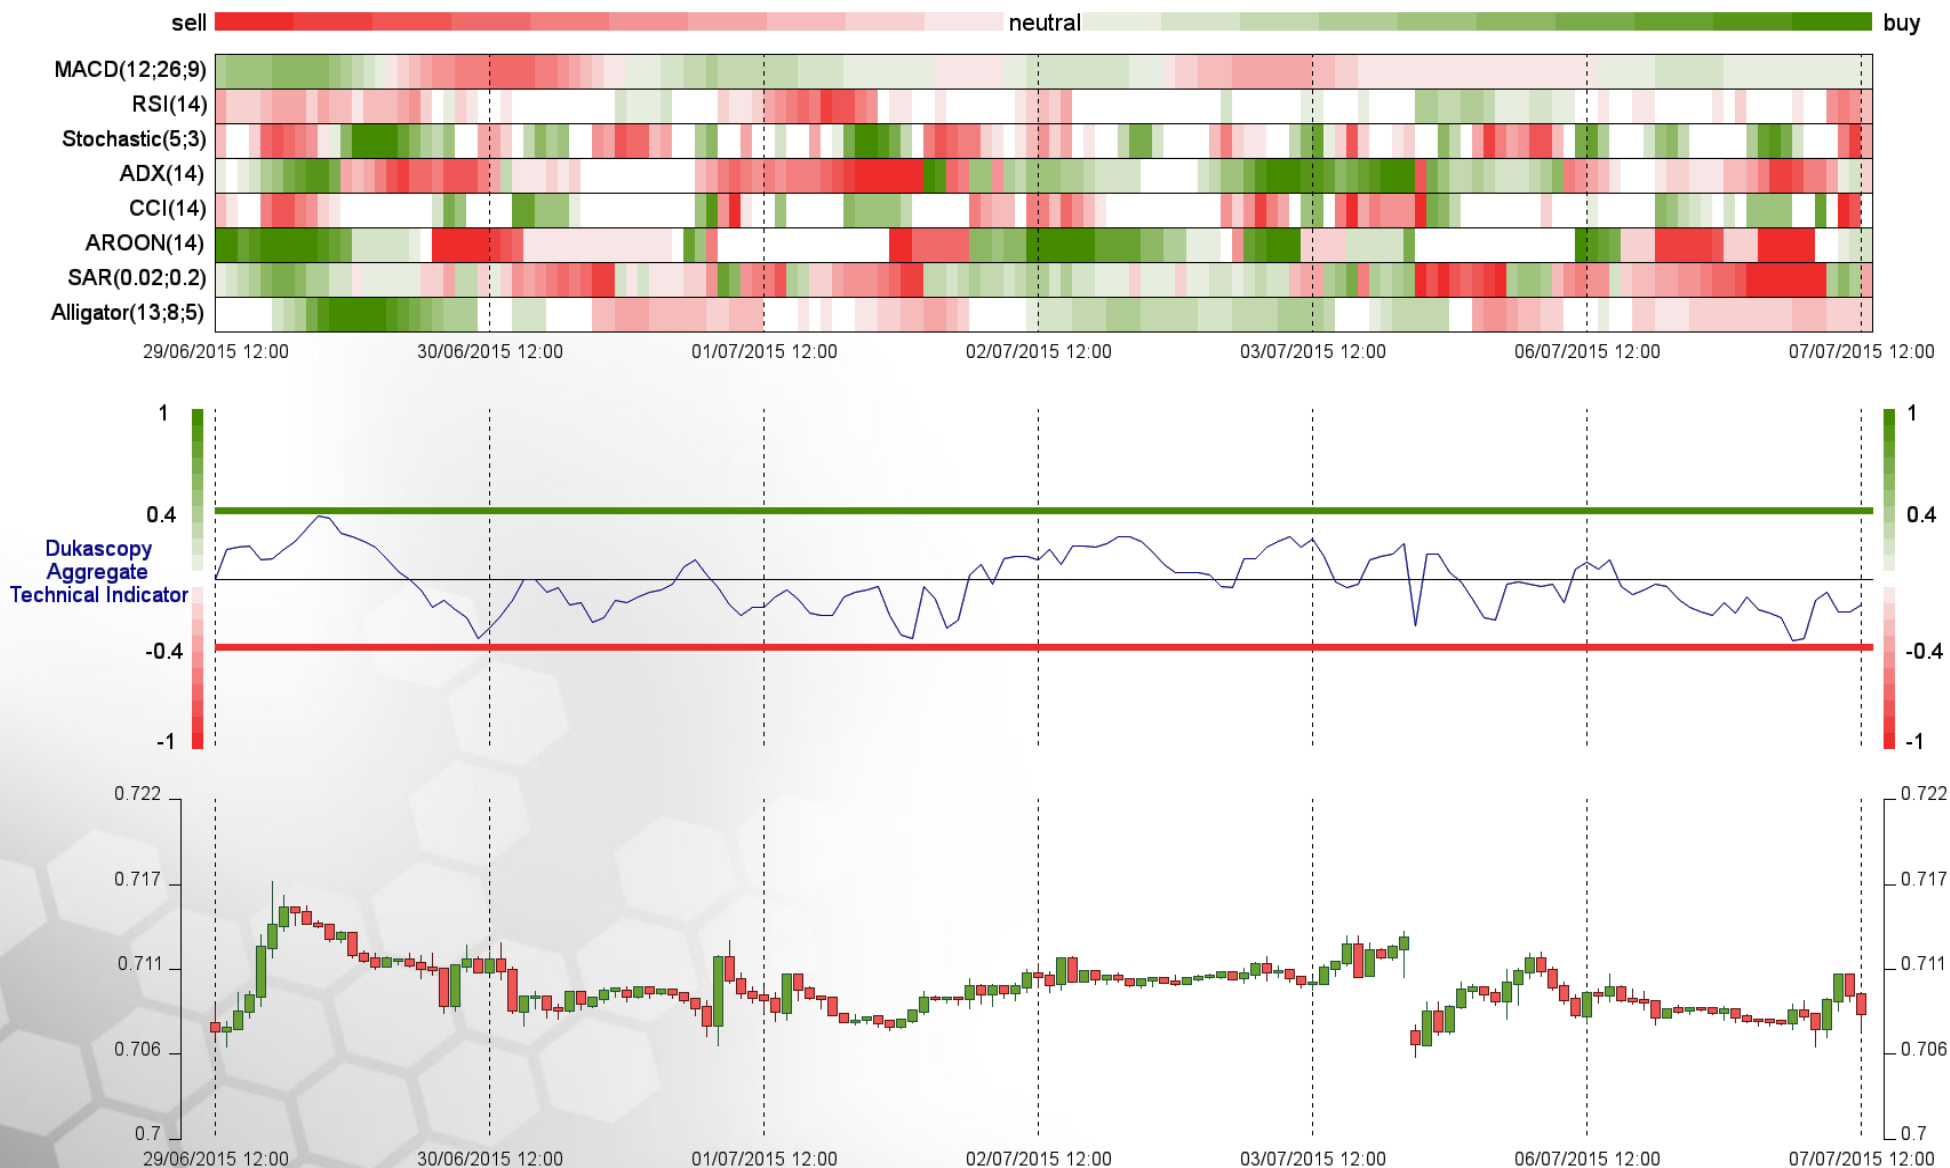 sell neutral buy
MACD(12;26;9)
RSI(14)
Stochastic(5;3)
ADX(14)
CCI(14)
AROON(14)
SAR(0.02;0.2)
Alligator(13;8;5)
29/06/2015 12:00 30/06/2015 12:00 01/07/2015 12:00 02/07/2015 12:00 03/07/2015 12:00 06/07/2015 12:00 07/07/2015 12:00
1 1
0.4 0.4
Dukascopy
Aggregate
Technical Indicator
-0.4 -0.4
-1 -1
0.722 0.722
0.717 0.717
0.711 0.711
0.706 0.706
0.7 0.7
29/06/2015 12:00 30/06/2015 12:00 01/07/2015 12:00 02/07/2015 12:00 03/07/2015 12:00 06/07/2015 12:00 07/07/2015 12:00